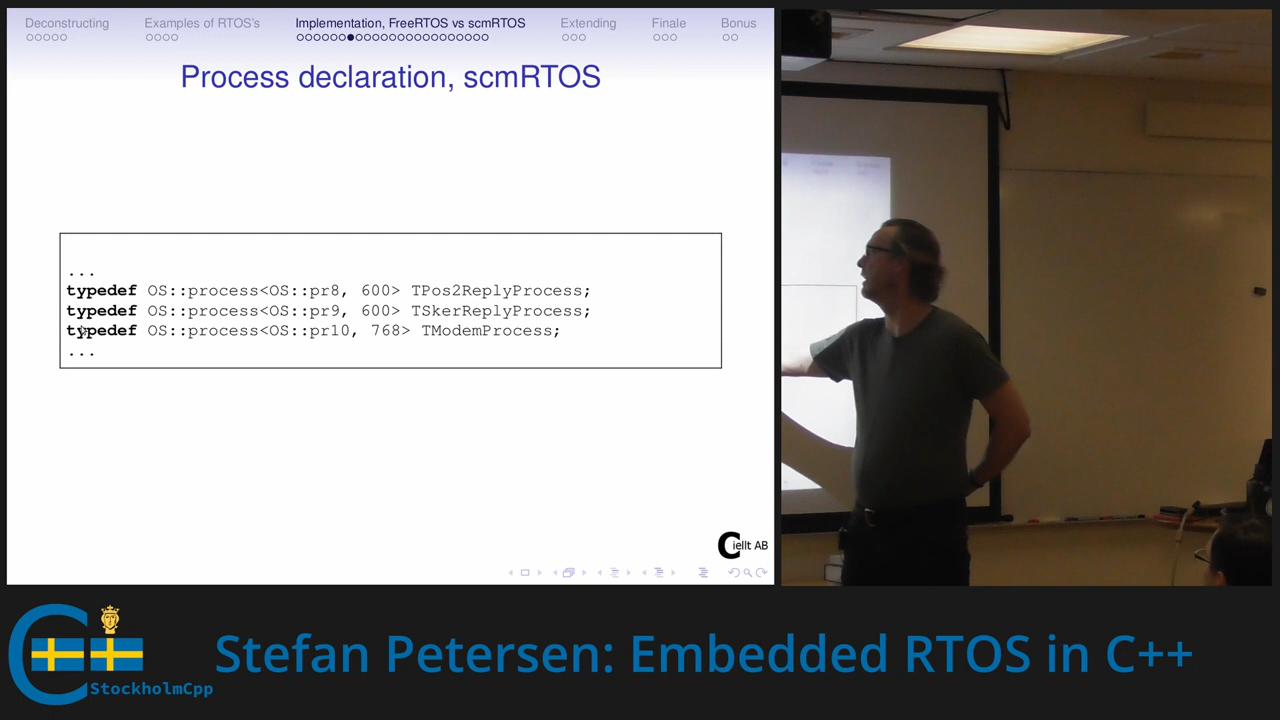 Deconstructing Examples of RTOS's Implementation, FreeRTOS vs scmRTOS Extending Finale Bonus
Process declaration, scmRTOS
...
typedef OS::process<OS::pr8, 600> TPos2ReplyProcess;
typedef OS::process<OS::pr9, 600> TSkerReplyProcess;
typedef OS::process<OS::pr10, 768> TModemProcess;
...
Ciellt AB
StockholmCpp
Stefan Petersen: Embedded RTOS in C++